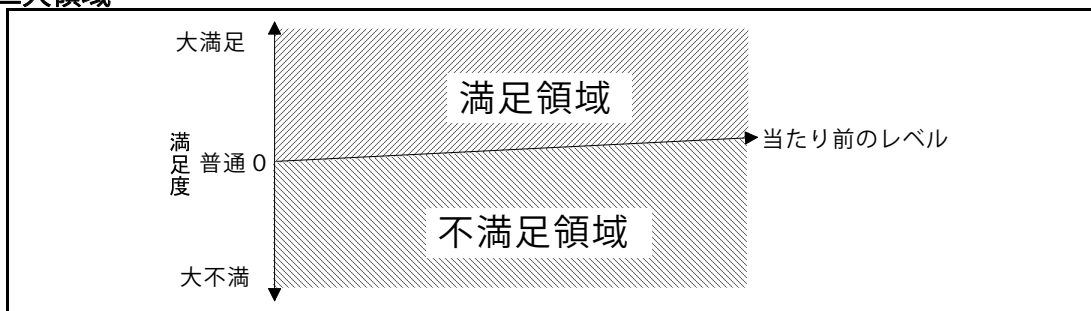 大満足
満足領域
当たり前のレベル
満足度
普通０
不満足領域
大不満